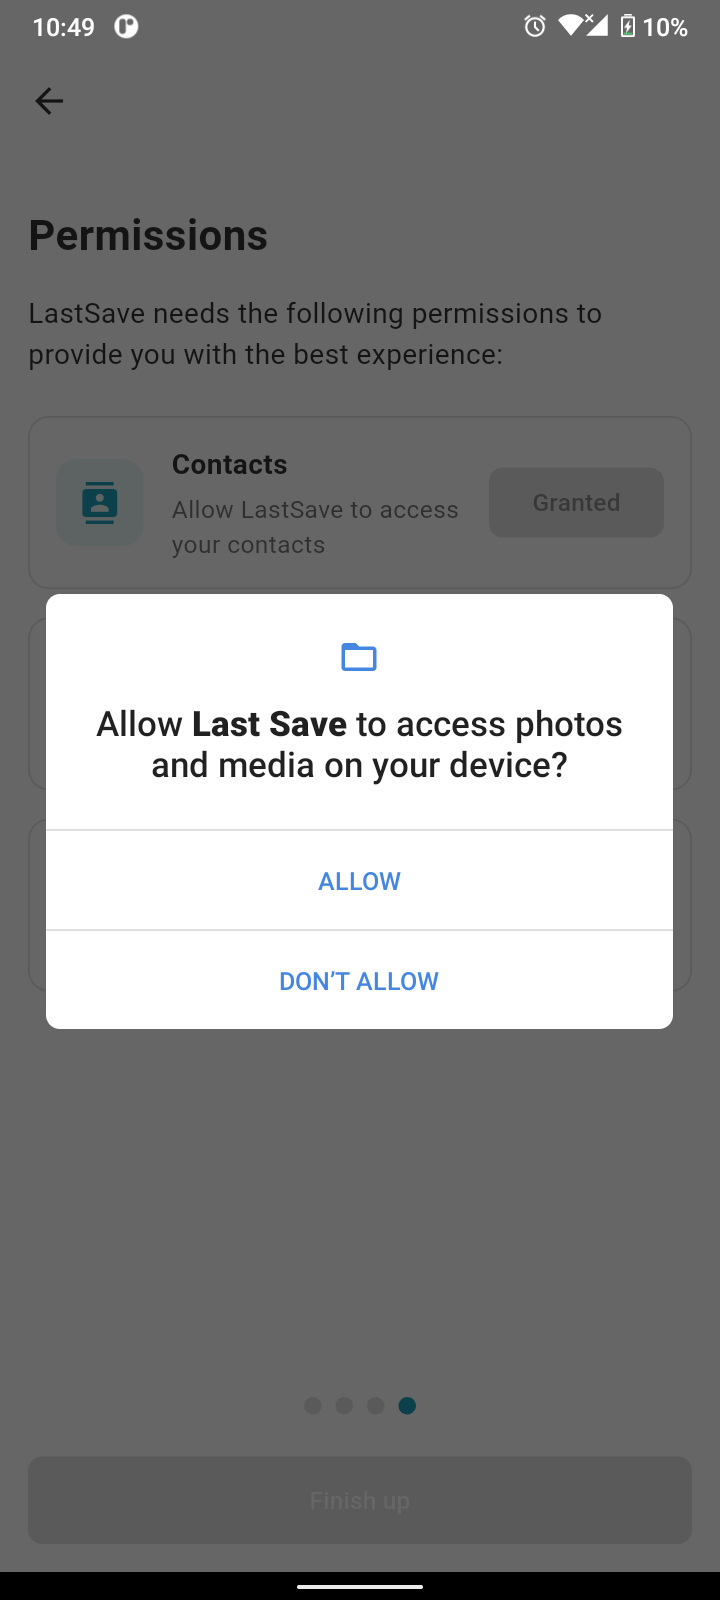 10:49
10%
Permissions
LastSave needs the following permissions to
provide you with the best experience:
Contacts
Allow LastSave to access
your contacts
Granted
Allow Last Save to access photos
and media on your device?
ALLOW
DON’T ALLOW
Finish up